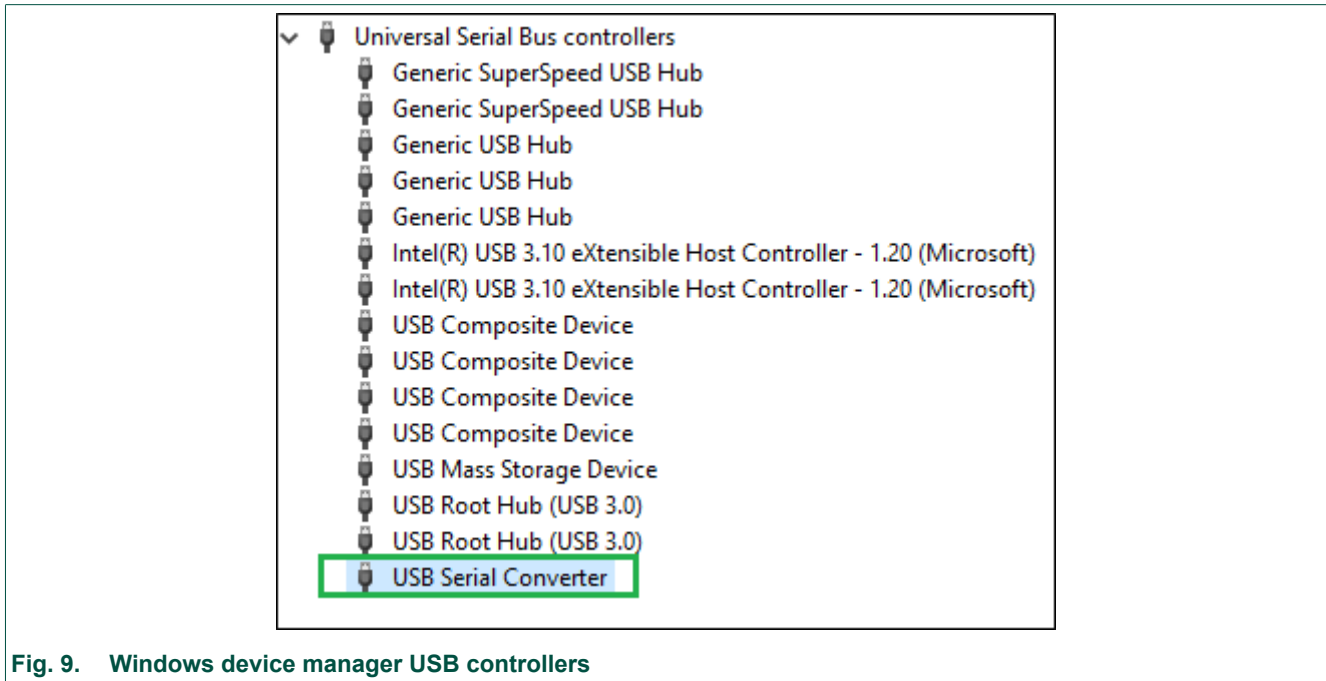 Universal Serial Bus controllers
Generic SuperSpeed USB Hub
Generic SuperSpeed USB Hub
Generic USB Hub
Generic USB Hub
Generic USB Hub
Intel(R) USB 3.10 eXtensible Host Controller - 1.20 (Microsoft)
Intel(R) USB 3.10 eXtensible Host Controller - 1.20 (Microsoft)
USB Composite Device
USB Composite Device
USB Composite Device
USB Composite Device
USB Mass Storage Device
USB Root Hub (USB 3.0)
USB Root Hub (USB 3.0)
USB Serial Converter
Fig. 9. Windows device manager USB controllers